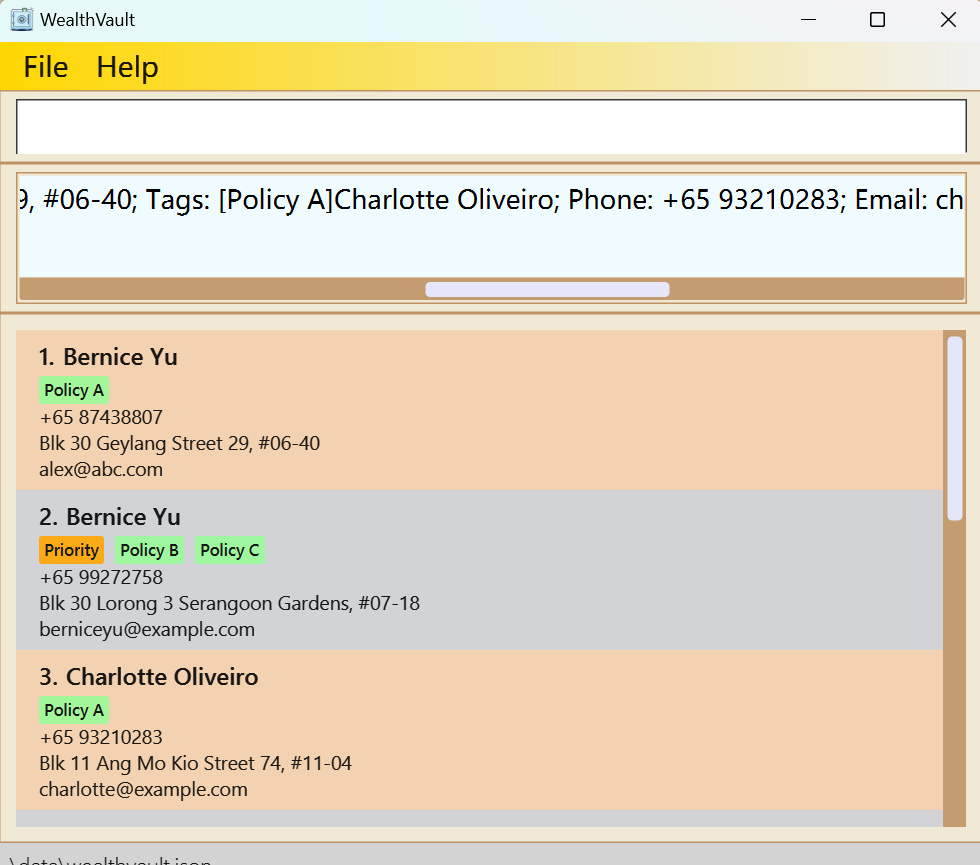 WealthVault
File Help
9, #06-40; Tags: [Policy A]Charlotte Oliveiro; Phone: +65 93210283; Email: ch
1. Bernice Yu
Policy A
+65 87438807
Blk 30 Geylang Street 29, #06-40
alex@abc.com
2. Bernice Yu
Priority Policy B Policy C
+65 99272758
Blk 30 Lorong 3 Serangoon Gardens, #07-18
berniceyu@example.com
3. Charlotte Oliveiro
Policy A
+65 93210283
Blk 11 Ang Mo Kio Street 74, #11-04
charlotte@example.com
.\data\wealthvault.json